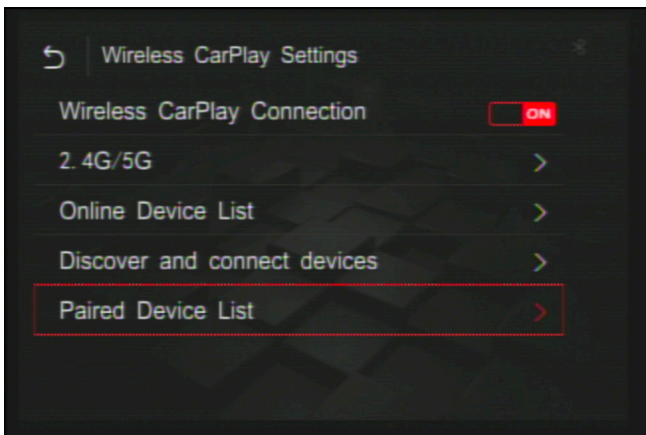 Wireless CarPlay Settings
Wireless CarPlay Connection ON
2.4G/5G
Online Device List
Discover and connect devices
Paired Device List